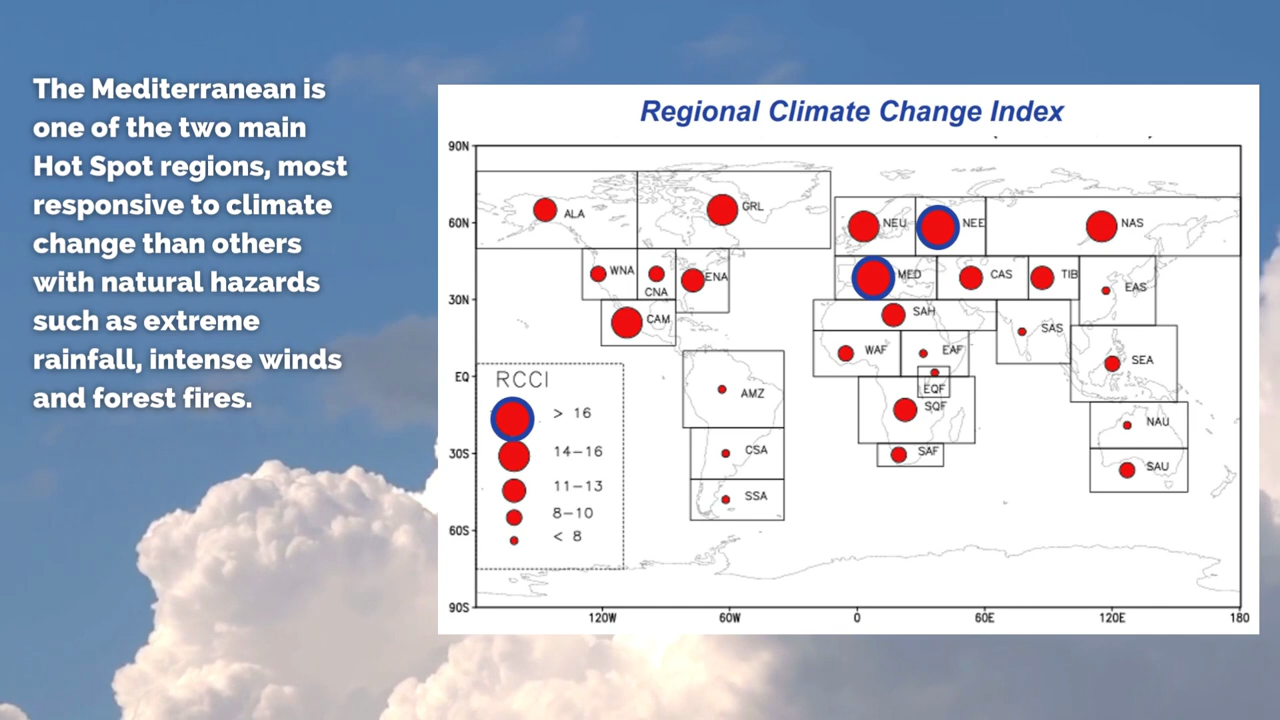 The Mediterranean is
one of the two main
Hot Spot regions, most
responsive to climate
change than others
with natural hazards
such as extreme
rainfall, intense winds
and forest fires.
Regional Climate Change Index
90N
60N
30N
EQ
30S
60S
90S
120W
60W
0
60E
120E
180
ALA
GRL
NEU
NEE
NAS
WNA
CNA
ENA
MED
CAS
TIB
EAS
CAM
SAH
SAS
WAF
EAF
SEA
EQF
AMZ
SQF
NAU
CSA
SAF
SAU
SSA
RCCI
> 16
14-16
11-13
8-10
< 8